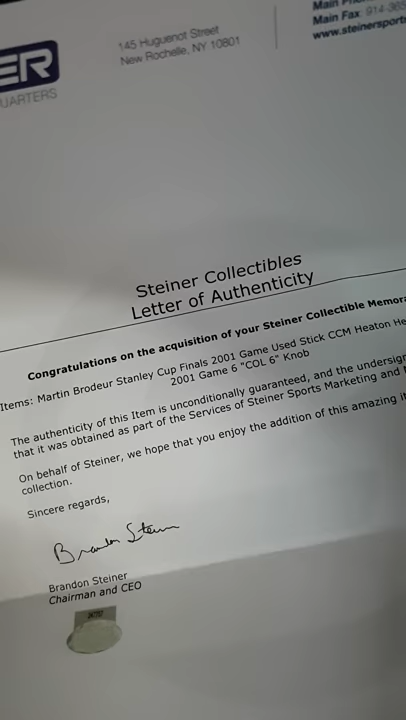 ER
UARTERS
145 Huguenot Street
New Rochelle, NY 10801
Main
Main Fax 914-365
www.steinersports
Steiner Collectibles
Letter of Authenticity
Congratulations on the acquisition of your Steiner Collectible Memora
Items: Martin Brodeur Stanley Cup Finals 2001 Game Used Stick CCM Heaton He
2001 Game 6 "COL 6" Knob
The authenticity of this Item is unconditionally guaranteed, and the undersign
that it was obtained as part of the Services of Steiner Sports Marketing and
On behalf of Steiner, we hope that you enjoy the addition of this amazing it
collection.
Sincere regards,
Brandon Steiner
Brandon Steiner
Chairman and CEO